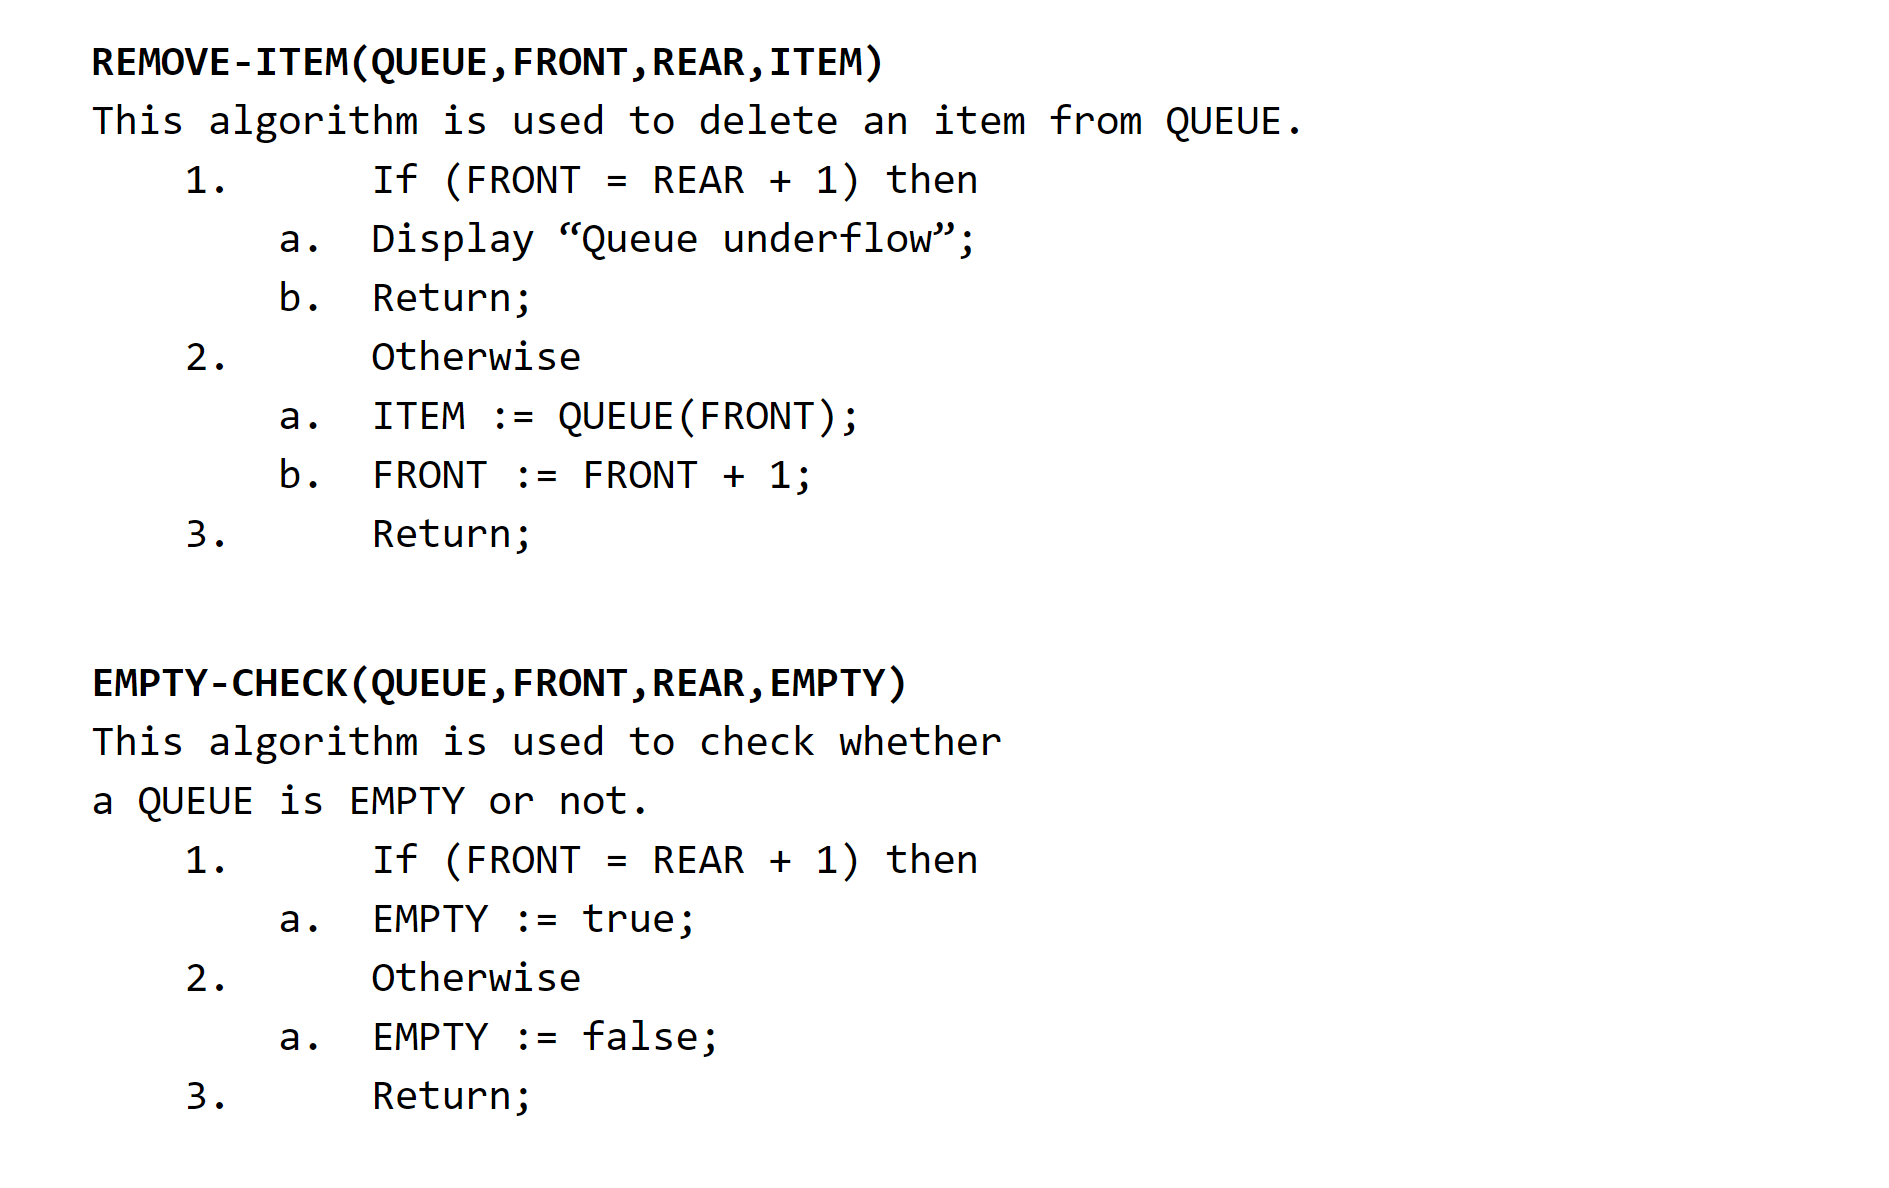 REMOVE-ITEM(QUEUE,FRONT,REAR,ITEM)
This algorithm is used to delete an item from QUEUE.
1. If (FRONT = REAR + 1) then
a. Display “Queue underflow”;
b. Return;
2. Otherwise
a. ITEM := QUEUE(FRONT);
b. FRONT := FRONT + 1;
3. Return;
EMPTY-CHECK(QUEUE,FRONT,REAR,EMPTY)
This algorithm is used to check whether
a QUEUE is EMPTY or not.
1. If (FRONT = REAR + 1) then
a. EMPTY := true;
2. Otherwise
a. EMPTY := false;
3. Return;